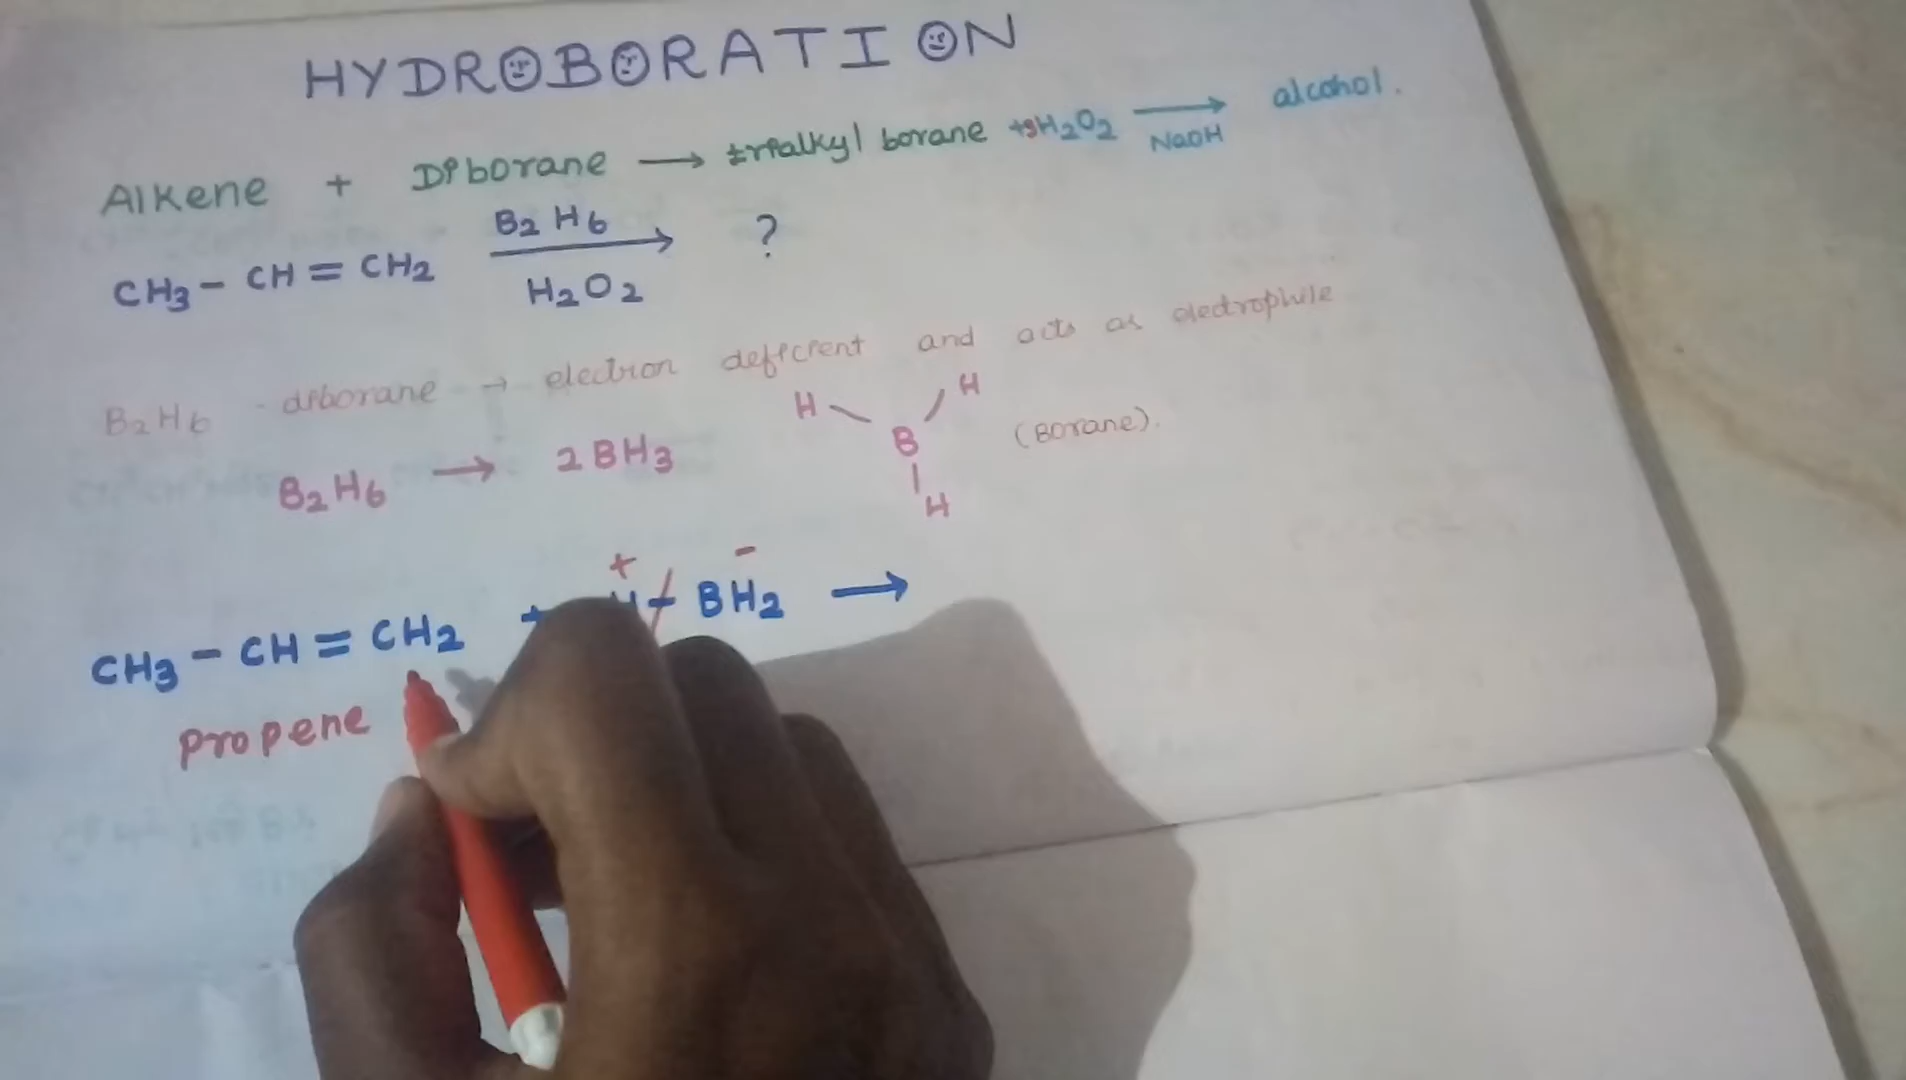 HYDROBORATION
Alkene + Diborane → trialkyl borane + H2O2 → NaOH alcohol.
CH3 - CH = CH2 B2H6 → H2O2 ?
B2H6 - diborane → electron deficient and acts as electrophile
B2H6 → 2BH3 H H B H (Borane).
+ -
CH3 - CH = CH2 + H - BH2 →
propene